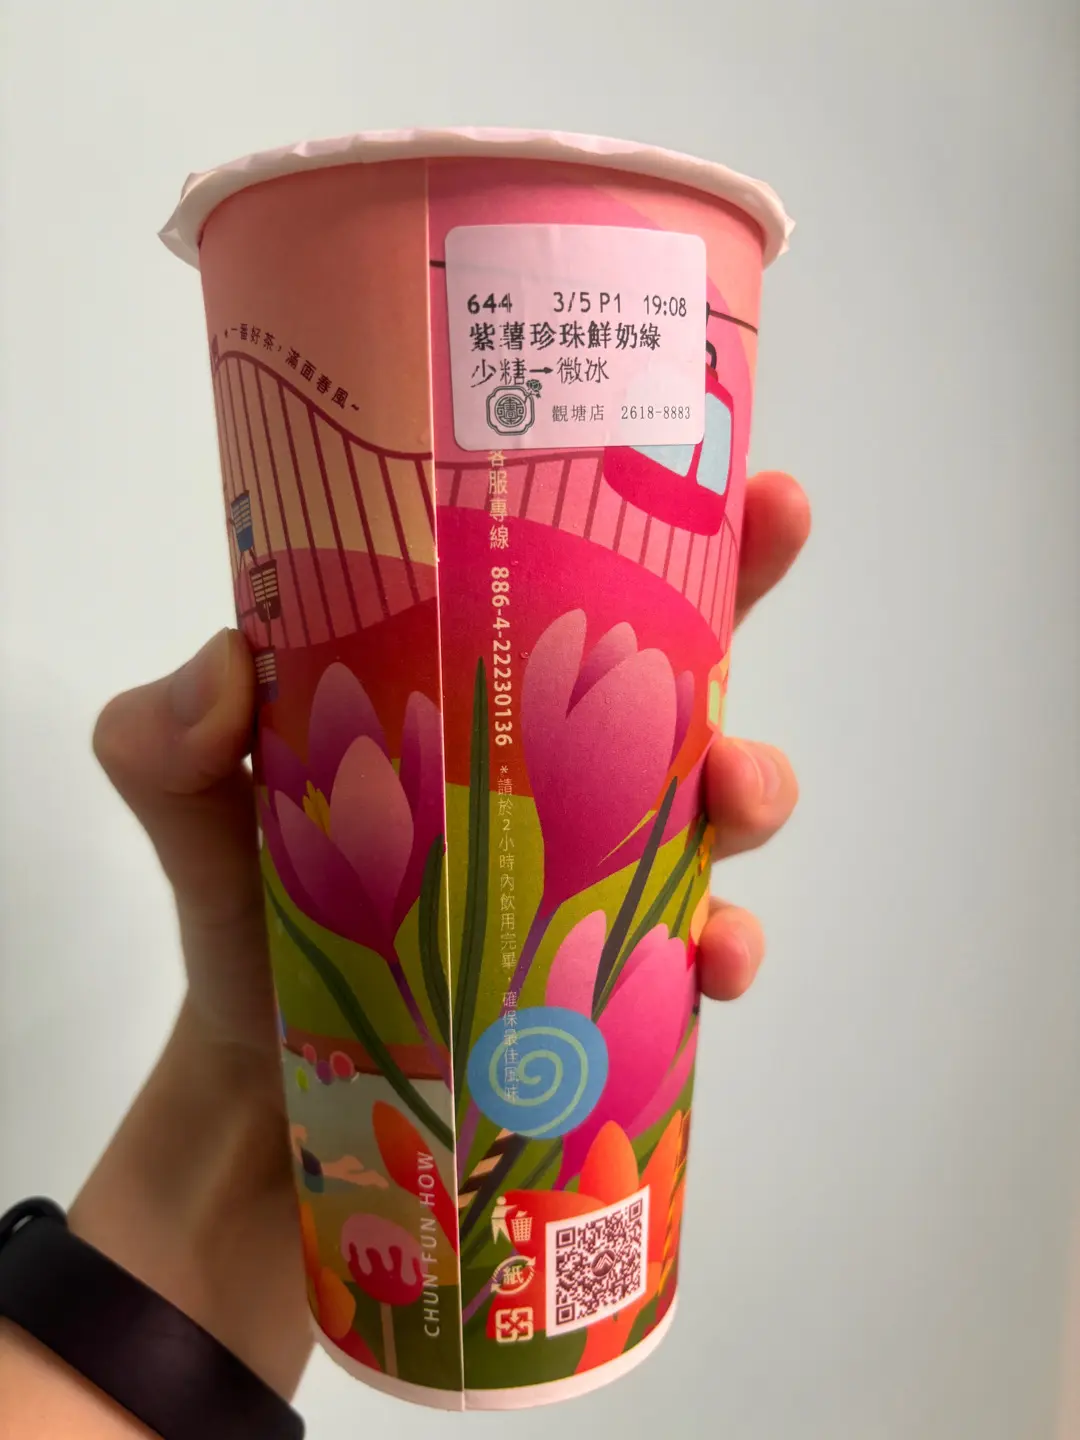 644 3/5 P1 19:08
紫薯珍珠鮮奶綠
少糖→微冰
觀塘店 2618-8883
一番好茶，滿面春風~
客服專線 886-4-22230136 *請於2小時內飲用完畢，確保最佳風味
CHUN FUN HOW
紙